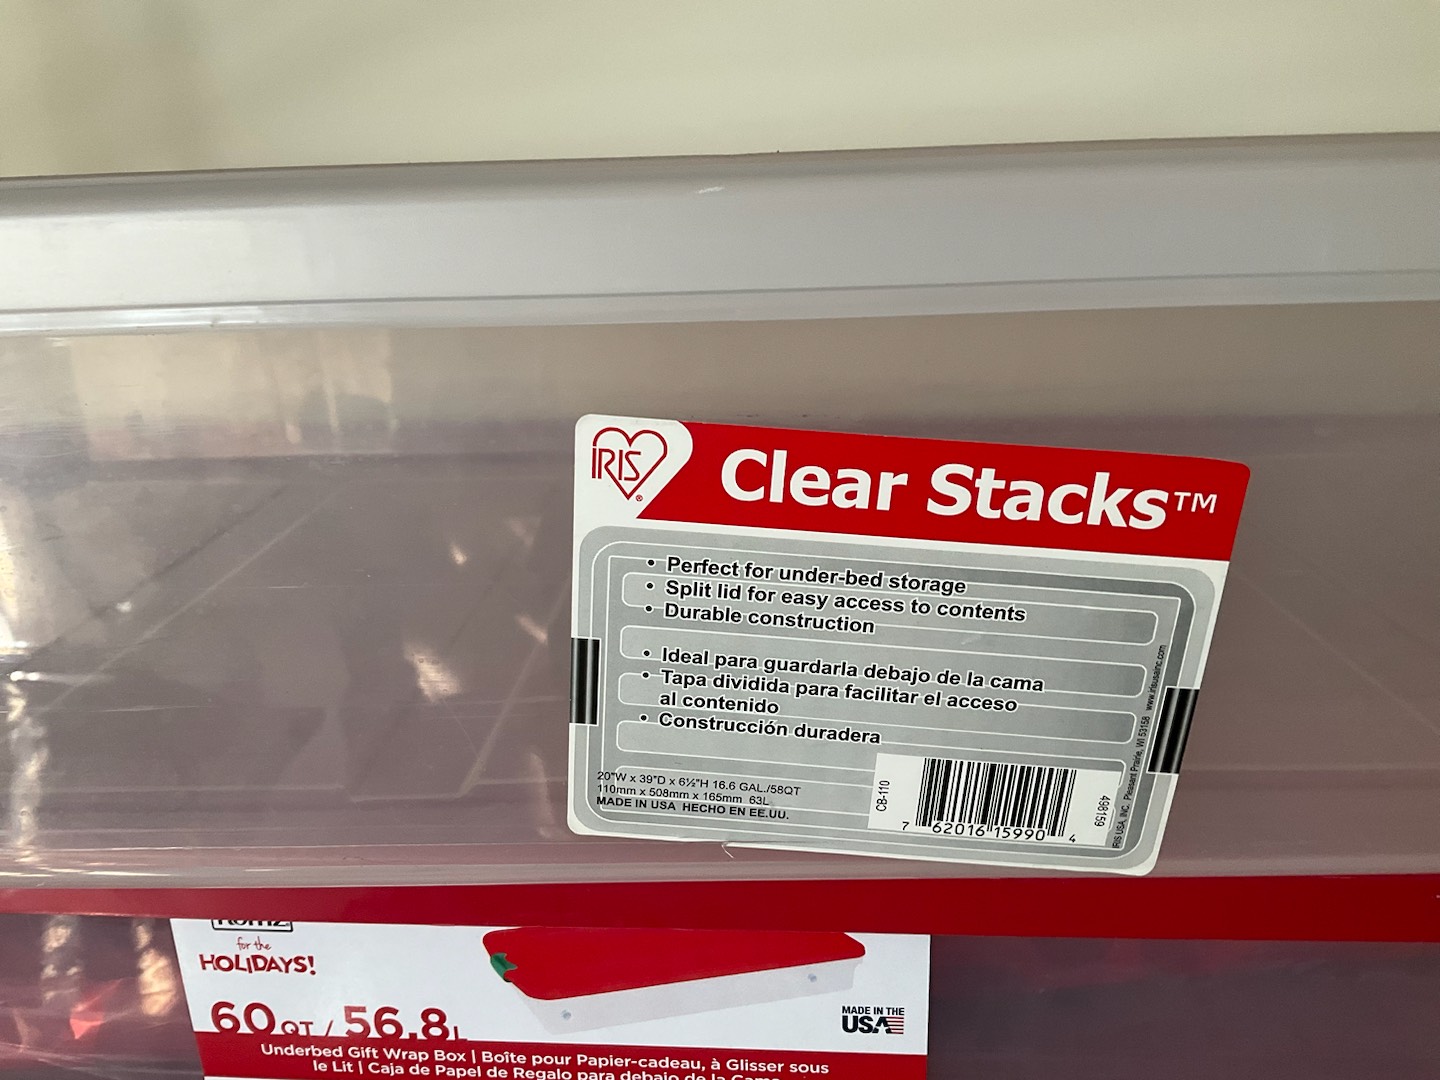 IRIS®
Clear Stacks™
• Perfect for under-bed storage
• Split lid for easy access to contents
• Durable construction
• Ideal para guardarla debajo de la cama
• Tapa dividida para facilitar el acceso
al contenido
• Construcción duradera
20"W x 39"D x 6½"H 16.6 GAL./58QT
110mm x 508mm x 165mm 63L
MADE IN USA HECHO EN EE.UU.
CB-110
7 62016 15990 4
498159
IRIS USA, INC. Pleasant Prairie, WI 53158 www.irisusainc.com
for the
HOLIDAYS!
60 QT / 56.8 L
MADE IN THE
USA
Underbed Gift Wrap Box | Boîte pour Papier-cadeau, à Glisser sous
le Lit | Caja de Papel de Regalo para debajo de la Cama